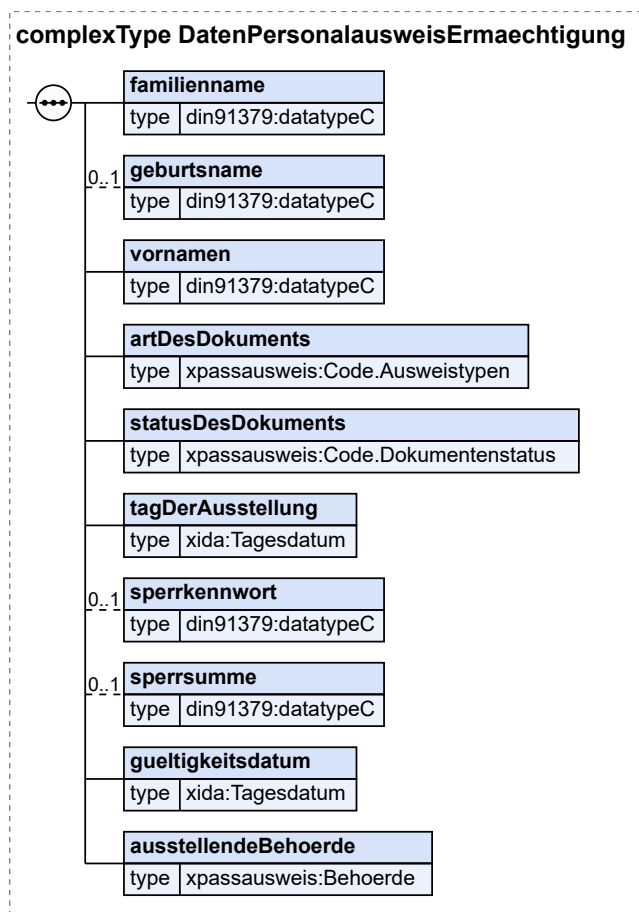 complexType DatenPersonalausweisErmaechtigung
familienname
type din91379:datatypeC
0..1 geburtsname
type din91379:datatypeC
vornamen
type din91379:datatypeC
artDesDokuments
type xpassausweis:Code.Ausweistypen
statusDesDokuments
type xpassausweis:Code.Dokumentenstatus
tagDerAusstellung
type xida:Tagesdatum
0..1 sperrkennwort
type din91379:datatypeC
0..1 sperrsumme
type din91379:datatypeC
gueltigkeitsdatum
type xida:Tagesdatum
ausstellendeBehoerde
type xpassausweis:Behoerde